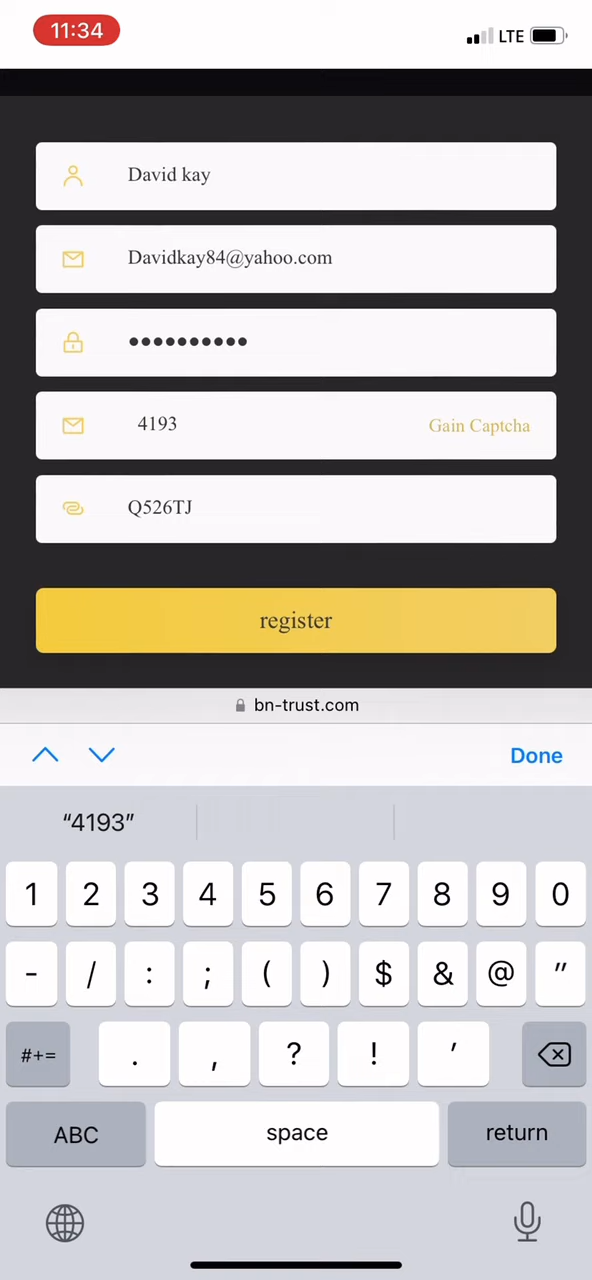 11:34 LTE
David kay
Davidkay84@yahoo.com
4193 Gain Captcha
Q526TJ
register
bn-trust.com
Done
“4193”
1 2 3 4 5 6 7 8 9 0
- / : ; ( ) $ & @ "
#+= . , ? ! '
ABC space return